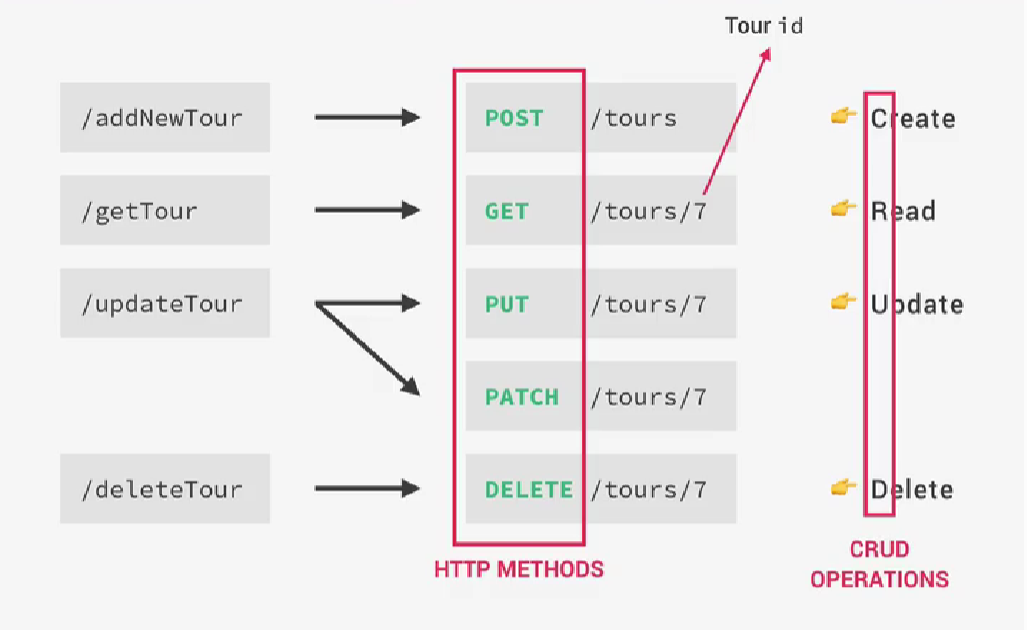 Tour id
/addNewTour POST /tours Create
/getTour GET /tours/7 Read
/updateTour PUT /tours/7 Update
PATCH /tours/7
/deleteTour DELETE /tours/7 Delete
HTTP METHODS
CRUD
OPERATIONS